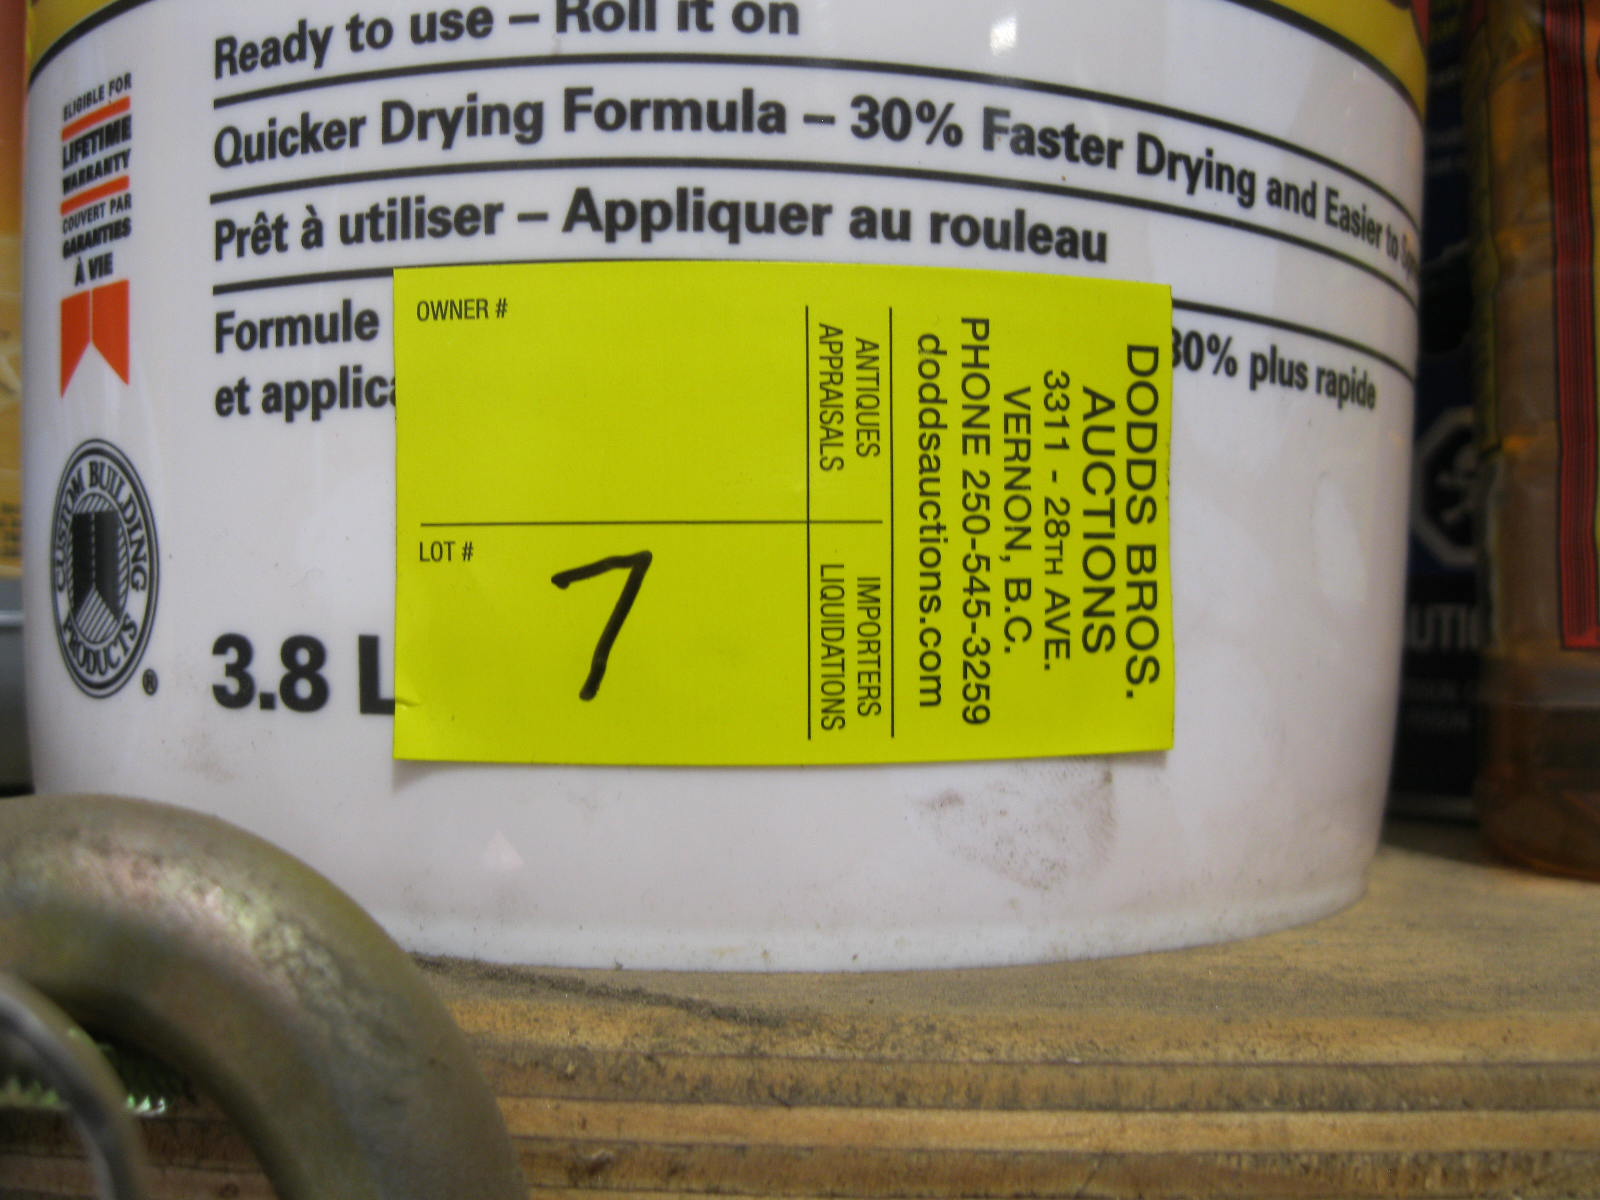 Ready to use – Roll it on
Quicker Drying Formula – 30% Faster Drying and Easier to
Prêt à utiliser – Appliquer au rouleau
Formule
30% plus rapide
et applica
ELIGIBLE FOR
LIFETIME
WARRANTY
COUVERT PAR
GARANTIES
À VIE
CUSTOM BUILDING
PRODUCTS
®
3.8 L
OWNER #
LOT #
7
DODDS BROS.
AUCTIONS
3311 - 28TH AVE.
VERNON, B.C.
PHONE 250-545-3259
doddsauctions.com
ANTIQUES
APPRAISALS
IMPORTERS
LIQUIDATIONS